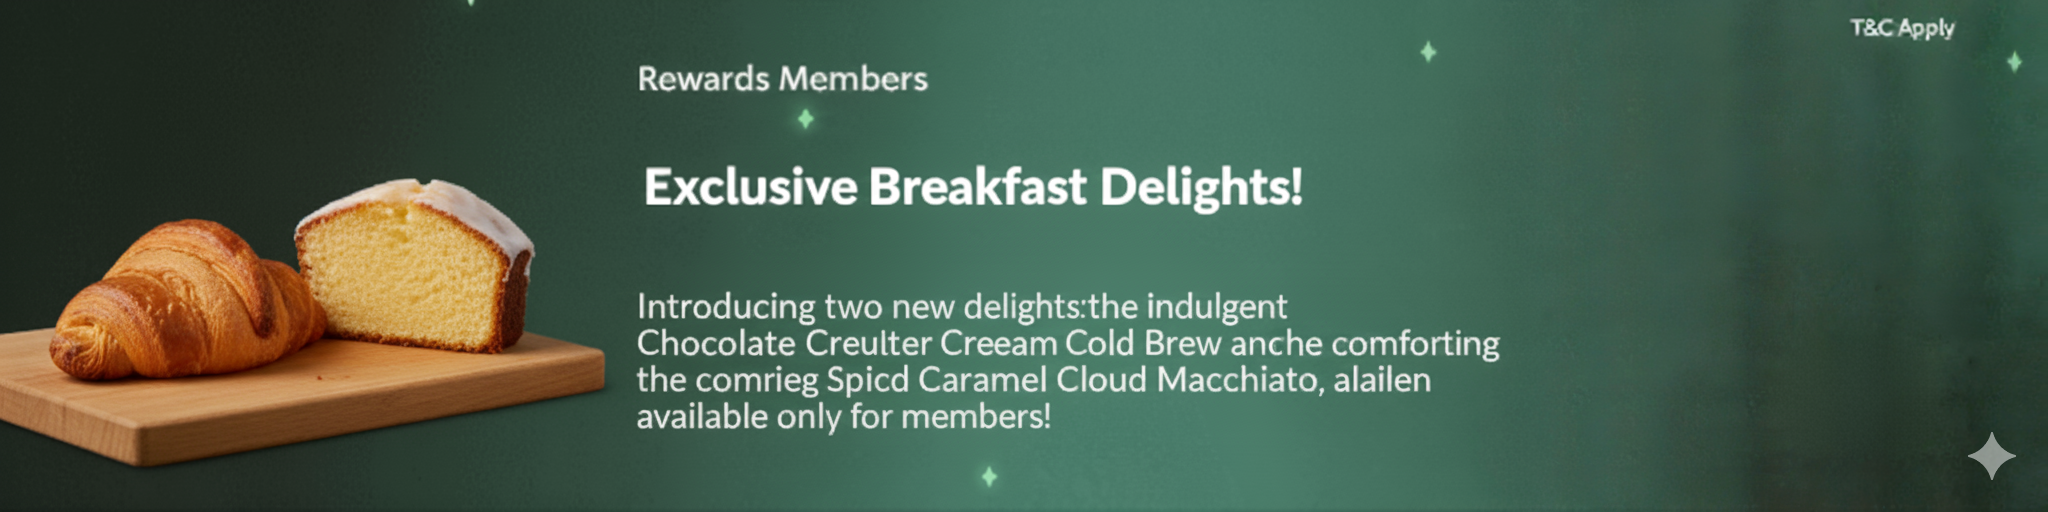 T&C Apply
Rewards Members
Exclusive Breakfast Delights!
Introducing two new delights:the indulgent
Chocolate Creulter Creeam Cold Brew anche comforting
the comrieg Spicd Caramel Cloud Macchiato, alailen
available only for members!